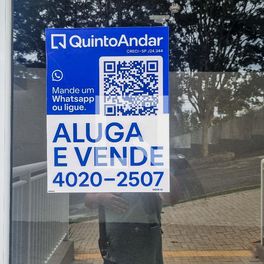 QuintoAndar
CRECI-SP J24.344
Mande um
Whatsapp
ou ligue.
ALUGA
E VENDE
4020-2507